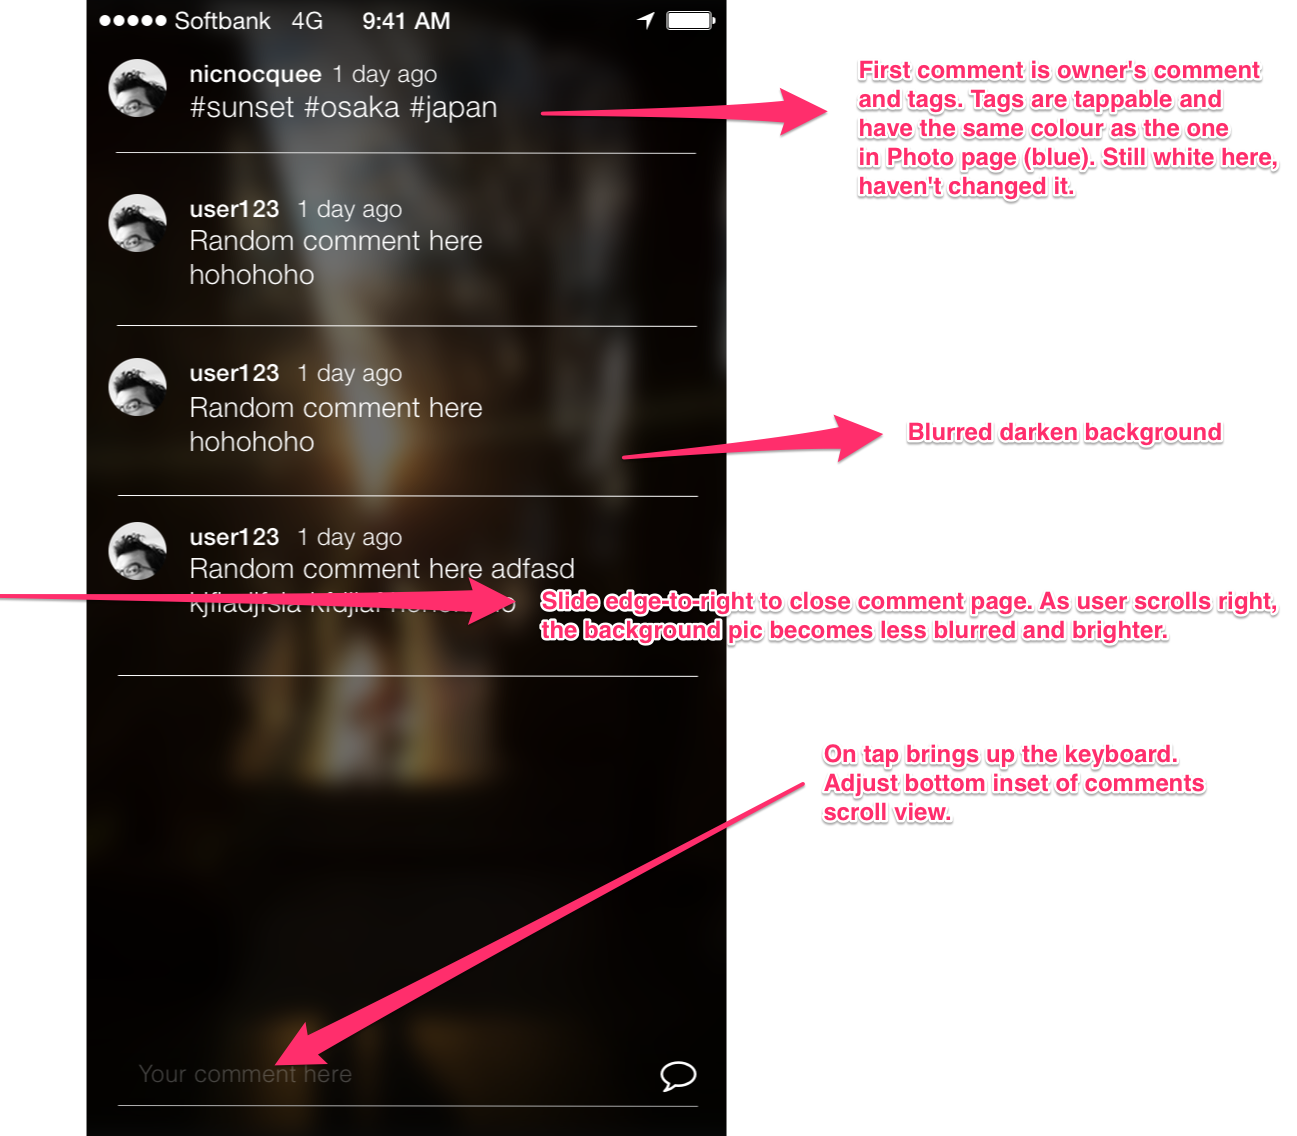 Softbank 4G 9:41 AM
nicnocquee 1 day ago
#sunset #osaka #japan
First comment is owner's comment
and tags. Tags are tappable and
have the same colour as the one
in Photo page (blue). Still white here,
haven't changed it.
user123 1 day ago
Random comment here
hohohoho
user123 1 day ago
Random comment here
hohohoho
Blurred darken background
user123 1 day ago
Random comment here adfasd
Slide edge-to-right to close comment page. As user scrolls right,
the background pic becomes less blurred and brighter.
On tap brings up the keyboard.
Adjust bottom inset of comments
scroll view.
Your comment here